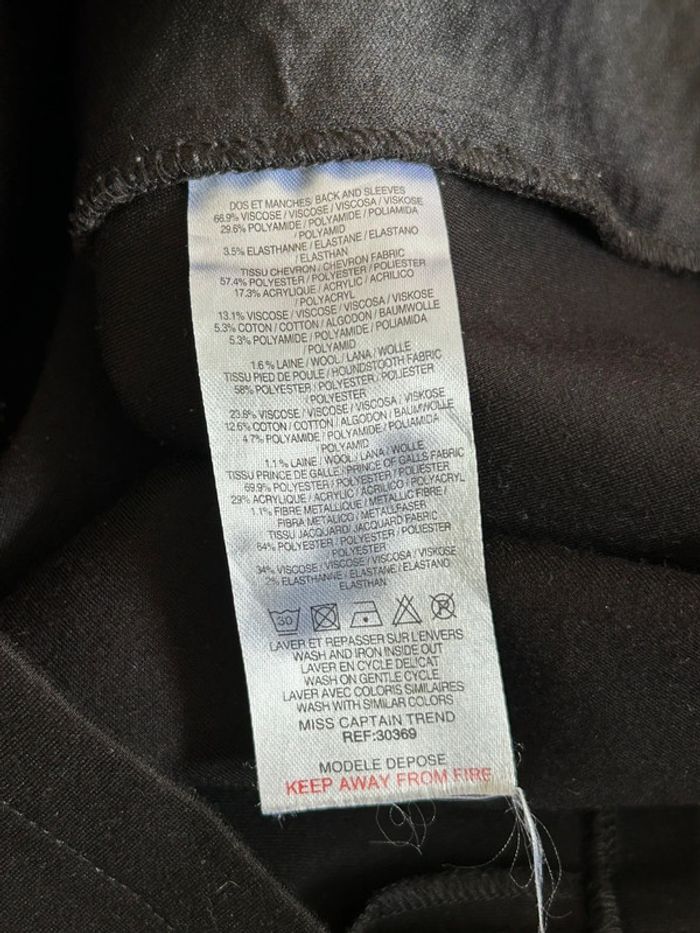 DOS ET MANCHES/ BACK AND SLEEVES
66.9% VISCOSE / VISCOSE / VISCOSA / VISKOSE
29.6% POLYAMIDE / POLYAMIDE / POLIAMIDA
/ POLYAMID
3.5% ELASTHANNE / ELASTANE / ELASTANO
/ ELASTHAN
TISSU CHEVRON / CHEVRON FABRIC
57.4% POLYESTER / POLYESTER / POLIESTER
17.3% ACRYLIQUE / ACRYLIC / ACRILICO
/ POLYACRYL
13.1% VISCOSE / VISCOSE / VISCOSA / VISKOSE
5.3% COTON / COTTON / ALGODON / BAUMWOLLE
5.3% POLYAMIDE / POLYAMIDE / POLIAMIDA
/ POLYAMID
1.6 % LAINE / WOOL / LANA / WOLLE
TISSU PIED DE POULE / HOUNDSTOOTH FABRIC
58% POLYESTER / POLYESTER / POLIESTER
POLYESTER
23.8% VISCOSE / VISCOSE / VISCOSA / VISKOSE
12.6% COTON / COTTON / ALGODON / BAUMWOLLE
4.7% POLYAMIDE / POLYAMIDE / POLIAMIDA
POLYAMID
1.1 % LAINE / WOOL / LANA / WOLLE
TISSU PRINCE DE GALLE / PRINCE OF GALLS FABRIC
69.9% POLYESTER / POLYESTER / POLIESTER
29% ACRYLIQUE / ACRYLIC / ACRILICO / POLYACRYL
1.1% FIBRE METALLIQUE / METALLIC FIBRE /
FIBRA METALICO / METALLFASER
TISSU JACQUARD / JACQUARD FABRIC
64% POLYESTER / POLYESTER / POLIESTER
POLYESTER
34% VISCOSE / VISCOSE / VISCOSA / VISKOSE
2% ELASTHANNE / ELASTANE / ELASTANO
ELASTHAN
30 P
LAVER ET REPASSER SUR L'ENVERS
WASH AND IRON INSIDE OUT
LAVER EN CYCLE DELICAT
WASH ON GENTLE CYCLE
LAVER AVEC COLORIS SIMILAIRES
WASH WITH SIMILAR COLORS
MISS CAPTAIN TREND
REF:30369
MODELE DEPOSE
KEEP AWAY FROM FIRE